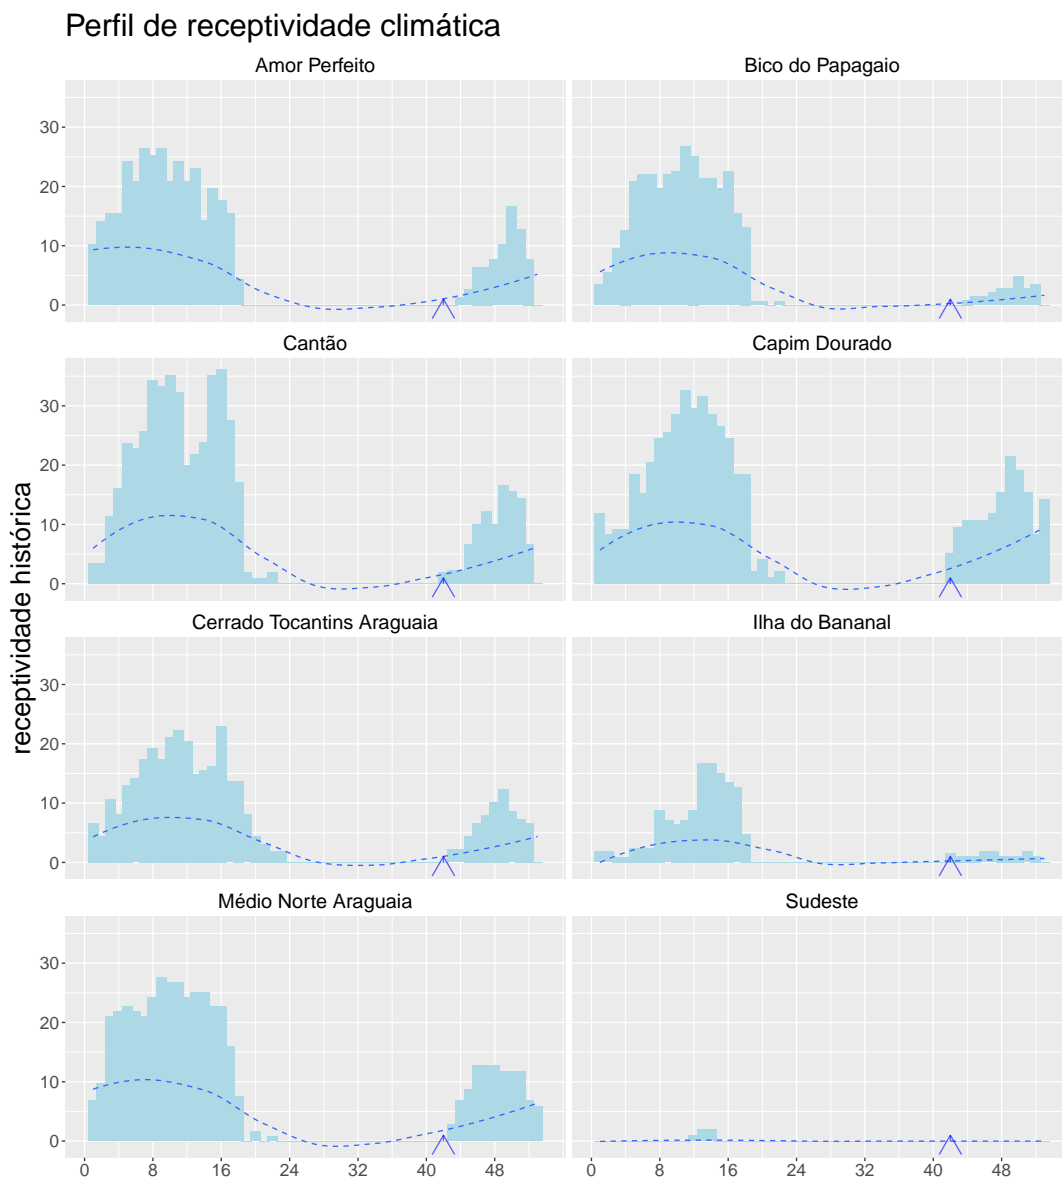 Perfil de receptividade climática
Amor Perfeito
Bico do Papagaio
30
20
10
0
Cantão
Capim Dourado
30
20
10
0
Cerrado Tocantins Araguaia
Ilha do Bananal
30
20
10
0
Médio Norte Araguaia
Sudeste
30
20
10
0
0 8 16 24 32 40 48
0 8 16 24 32 40 48
receptividade histórica